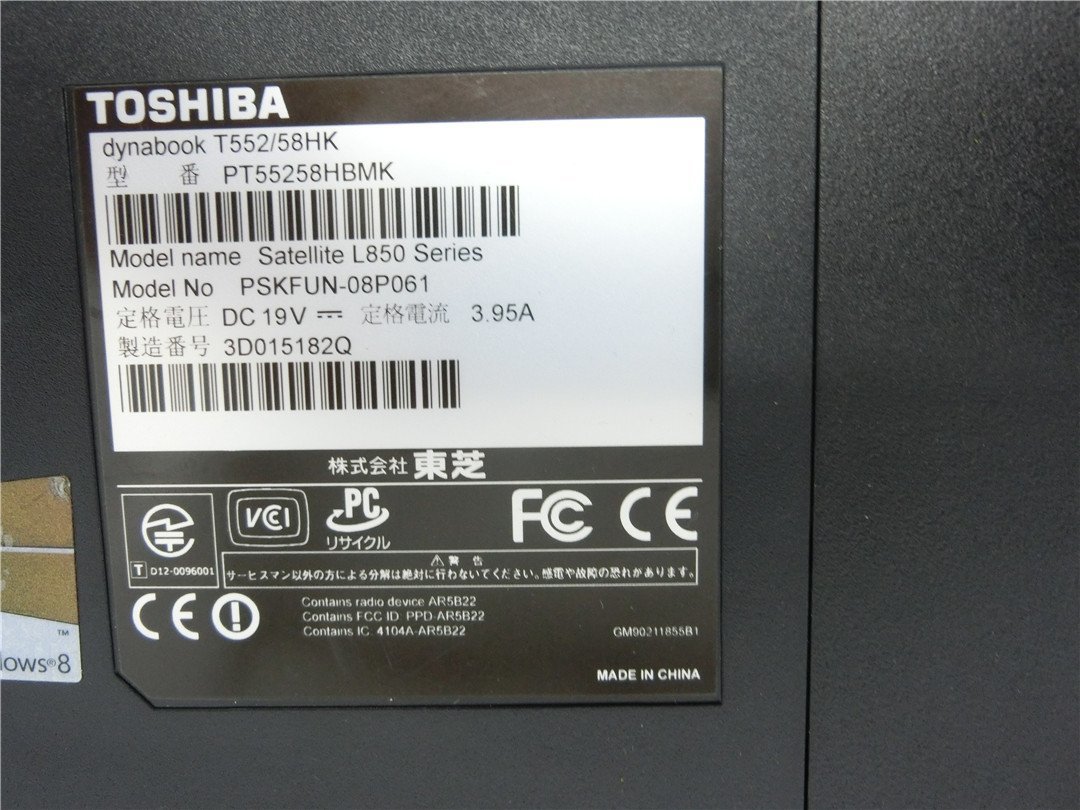 TOSHIBA
dynabook T552/58HK
型 番 PT55258HBMK
Model name Satellite L850 Series
Model No PSKFUN-08P061
定格電圧 DC 19V 定格電流 3.95A
製造番号 3D015182Q
株式会社 東芝
VCCI PC FC CE
リサイクル
T D12-0096001
⚠警 告
サービスマン以外の方による分解は絶対に行わないでください。感電や故障の恐れがあります。
CE
Contains radio device AR5B22
Contains FCC ID: PPD-AR5B22
Contains IC: 4104A-AR5B22
GM90211855B1
MADE IN CHINA
™
lows®8